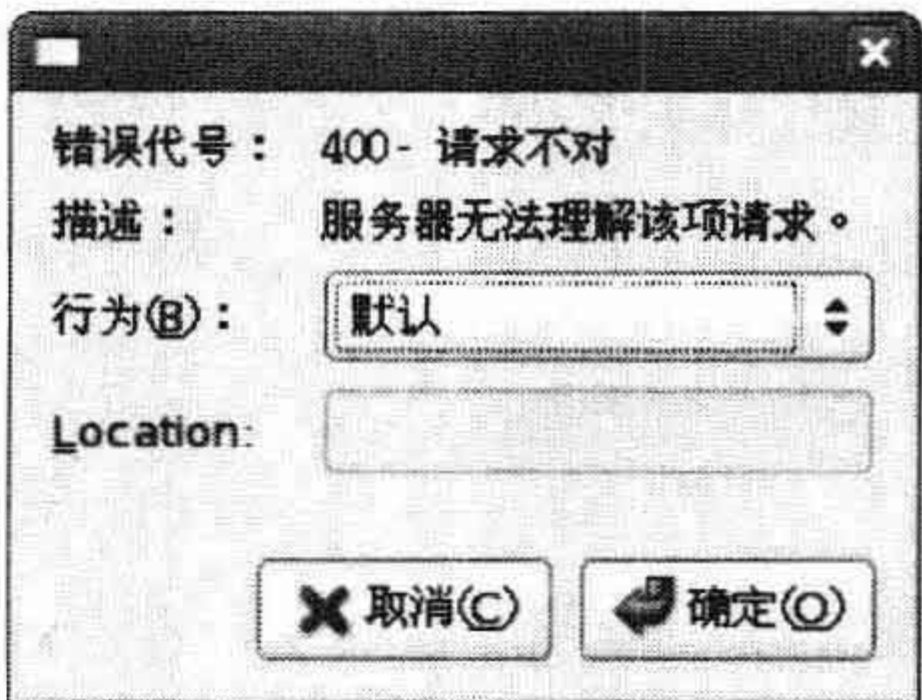 错误代号： 400 - 请求不对
描述： 服务器无法理解该项请求。
行为(B)： 默认
Location:
取消(C) 确定(O)